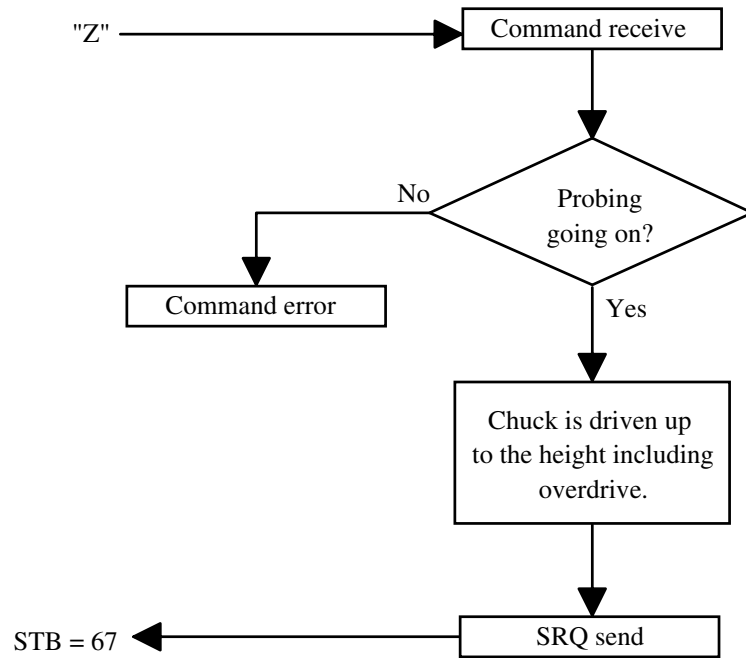 "Z"
Command receive
Probing
going on?
No
Command error
Yes
Chuck is driven up
to the height including
overdrive.
STB = 67
SRQ send